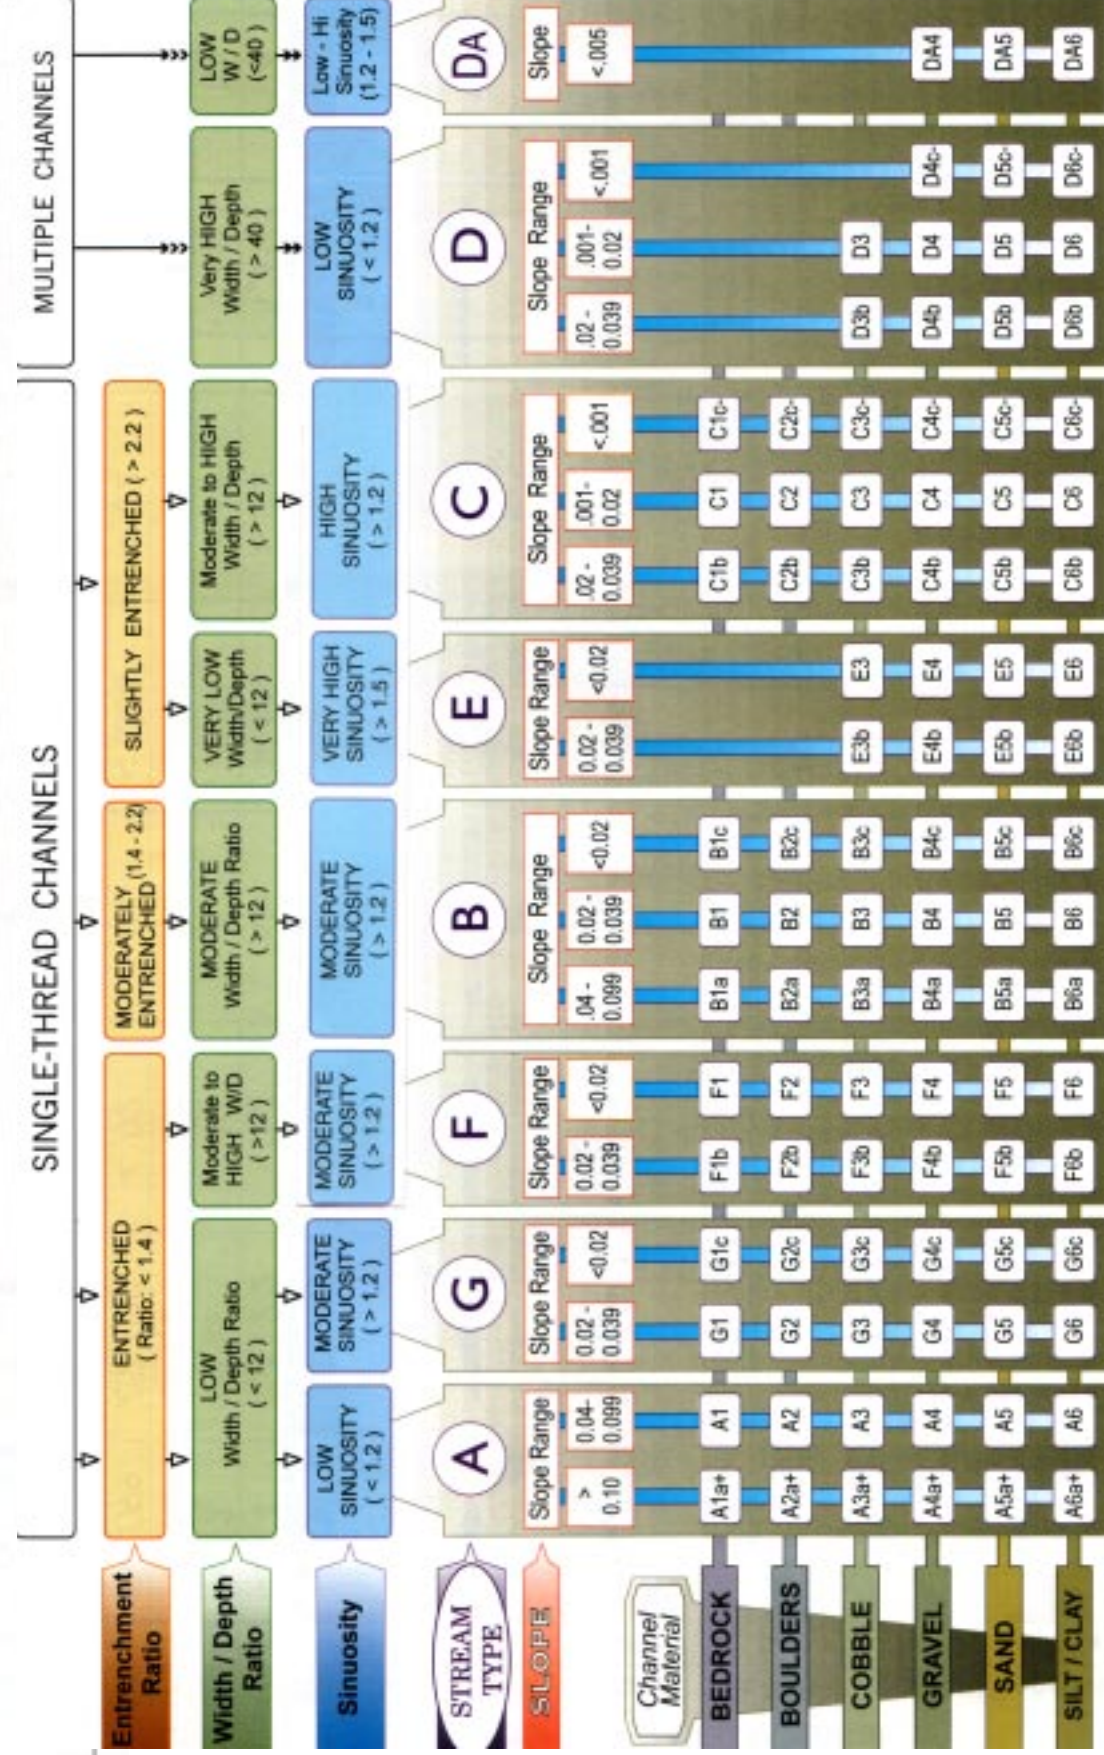 SINGLE-THREAD CHANNELS
MULTIPLE CHANNELS
Entrenchment
Ratio
ENTRENCHED
( Ratio: < 1.4 )
MODERATELY
ENTRENCHED (1.4 - 2.2)
SLIGHTLY ENTRENCHED ( > 2.2 )
Width / Depth
Ratio
LOW
Width / Depth Ratio
( < 12 )
Moderate to
HIGH W/D
( >12 )
MODERATE
Width / Depth Ratio
( > 12 )
VERY LOW
Width/Depth
( < 12 )
Moderate to HIGH
Width / Depth
( > 12 )
Very HIGH
Width / Depth
( > 40 )
LOW
W / D
( <40 )
Sinuosity
LOW
SINUOSITY
( < 1.2 )
MODERATE
SINUOSITY
( > 1.2 )
MODERATE
SINUOSITY
( > 1.2 )
MODERATE
SINUOSITY
( > 1.2 )
VERY HIGH
SINUOSITY
( > 1.5 )
HIGH
SINUOSITY
( > 1.2 )
LOW
SINUOSITY
( < 1.2 )
Low - Hi
Sinuosity
(1.2 - 1.5)
STREAM
TYPE
A G F B E C D DA
SLOPE
Slope Range Slope Range Slope Range Slope Range Slope Range Slope Range Slope Range Slope
> 0.04- 0.02 - <0.02 0.02 - <0.02 .04 - 0.02 - <0.02 0.02 - <0.02 .02 - .001- <.001 .02 - .001- <.001 <.005
0.10 0.099 0.039 0.039 0.099 0.039 0.039 0.039 0.02 0.039 0.02
Channel
Material
BEDROCK A1a+ A1 G1 G1c F1b F1 B1a B1 B1c C1b C1 C1c-
BOULDERS A2a+ A2 G2 G2c F2b F2 B2a B2 B2c C2b C2 C2c-
COBBLE A3a+ A3 G3 G3c F3b F3 B3a B3 B3c E3b E3 C3b C3 C3c- D3b D3
GRAVEL A4a+ A4 G4 G4c F4b F4 B4a B4 B4c E4b E4 C4b C4 C4c- D4b D4 D4c- DA4
SAND A5a+ A5 G5 G5c F5b F5 B5a B5 B5c E5b E5 C5b C5 C5c- D5b D5 D5c- DA5
SILT / CLAY A6a+ A6 G6 G6c F6b F6 B6a B6 B6c E6b E6 C6b C6 C6c- D6b D6 D6c- DA6